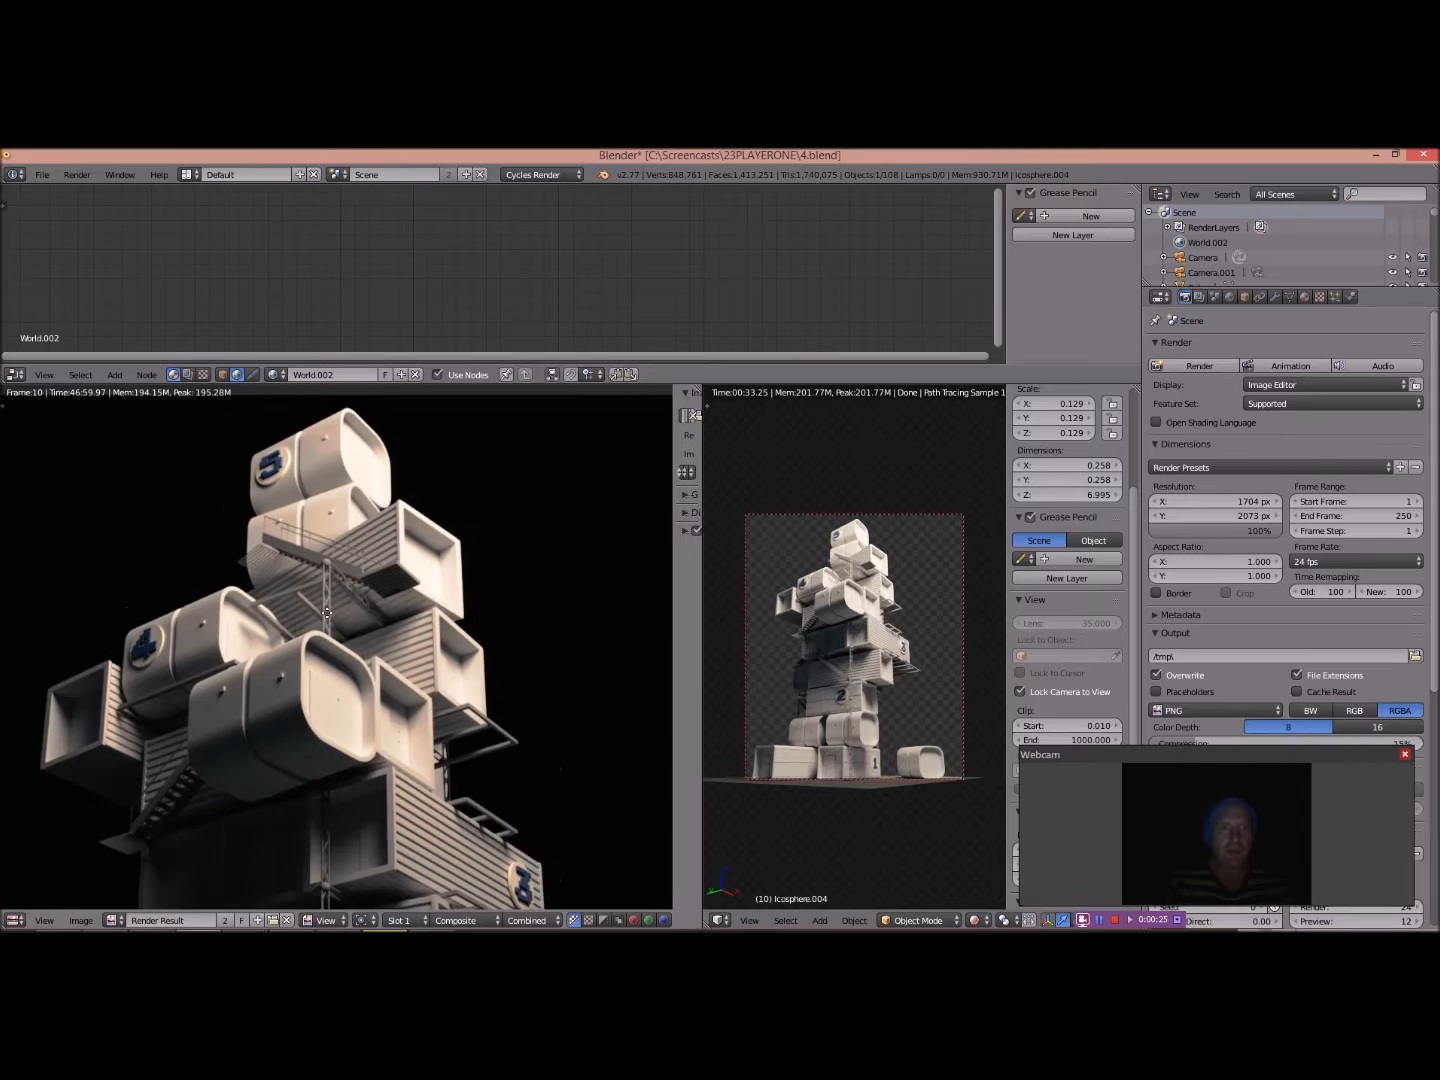 Blender* [C:\Screencasts\23PLAYERONE\4.blend]
File Render Window Help Default Scene 2 Cycles Render v2.77 | Verts:848,761 | Faces:1,413,251 | Tris:1,740,075 | Objects:1/108 | Lamps:0/0 | Mem:930.71M | Icosphere.004
View Search All Scenes
Grease Pencil
New
New Layer
Scene
RenderLayers
World.002
Camera
Camera.001
World.002
View Select Add Node World.002 F Use Nodes
Scene
Render
Render Animation Audio
Display: Image Editor
Feature Set: Supported
Open Shading Language
Dimensions
Render Presets
Resolution: Frame Range:
X: 1704 px Start Frame: 1
Y: 2073 px End Frame: 250
100% Frame Step: 1
Aspect Ratio: Frame Rate:
X: 1.000 24 fps
Y: 1.000 Time Remapping:
Border Crop Old: 100 New: 100
Metadata
Output
/tmp\
Overwrite File Extensions
Placeholders Cache Result
PNG BW RGB RGBA
Color Depth: 8 16
Frame:10 | Time:46:59.97 | Mem:194.15M, Peak: 195.28M
Re
Im
G
Di
5
4
3
Time:00:33.25 | Mem:201.77M, Peak:201.77M | Done | Path Tracing Sample 1
2
1
(10) Icosphere.004
Scale:
X: 0.129
Y: 0.129
Z: 0.129
Dimensions:
X: 0.258
Y: 0.258
Z: 6.995
Grease Pencil
Scene Object
New
New Layer
View
Lens: 35.000
Lock to Object:
Lock to Cursor
Lock Camera to View
Clip:
Start: 0.010
End: 1000.000
Webcam
View Image Render Result 2 F View Slot 1 Composite Combined
View Select Add Object Object Mode 0:00:25
Direct: 0.00 Preview: 12